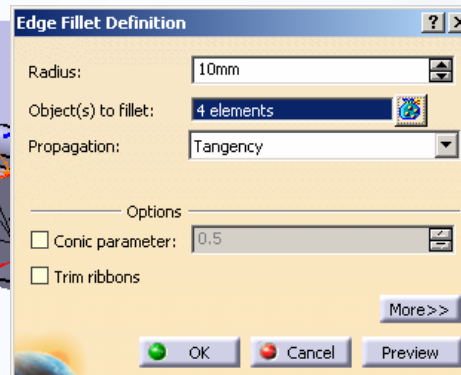 Edge Fillet Definition
Radius: 10mm
Object(s) to fillet: 4 elements
Propagation: Tangency
Options
Conic parameter: 0.5
Trim ribbons
More>>
OK Cancel Preview